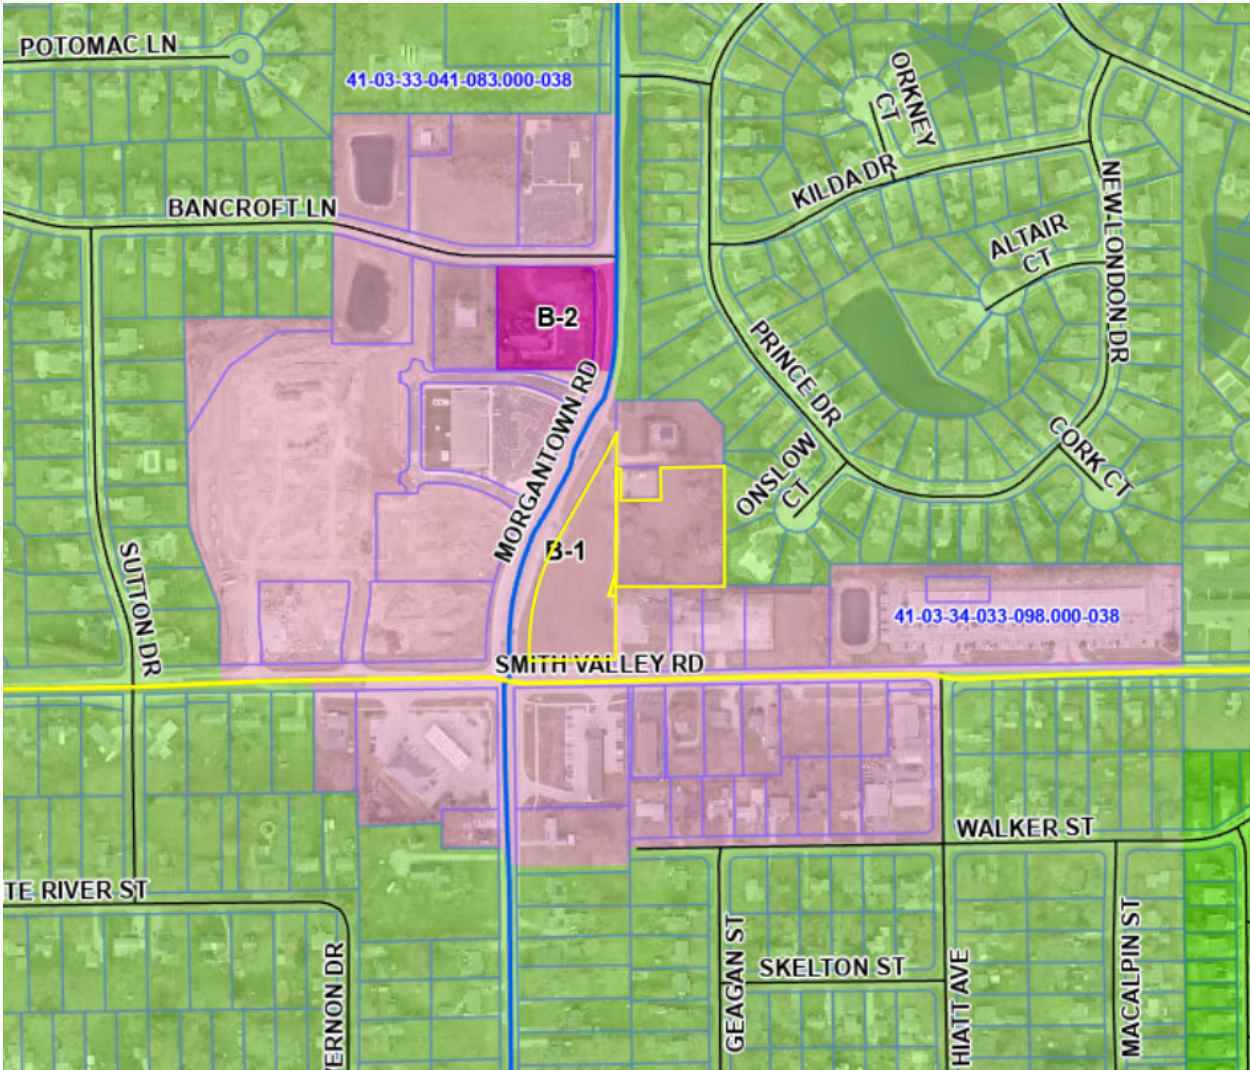 POTOMAC LN
41-03-33-041-083.000-038
ORKNEY
CT
KILDA DR
NEW LONDON DR
BANCROFT LN
ALTAIR
CT
B-2
PRINCE DR
MORGANTOWN RD
CORK CT
ONSLOW
CT
B-1
SUTTON DR
41-03-34-033-098.000-038
SMITH VALLEY RD
WALKER ST
TE RIVER ST
GEAGAN ST
SKELTON ST
HIATT AVE
MACALPIN ST
VERNON DR